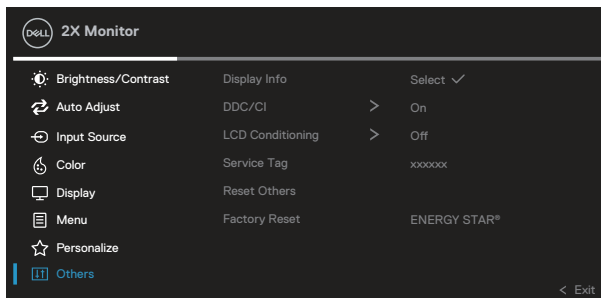 DELL 2X Monitor
Brightness/Contrast Display Info Select ✓
Auto Adjust DDC/CI > On
Input Source LCD Conditioning > Off
Color Service Tag xxxxxx
Display Reset Others
Menu Factory Reset ENERGY STAR®
Personalize
Others
< Exit